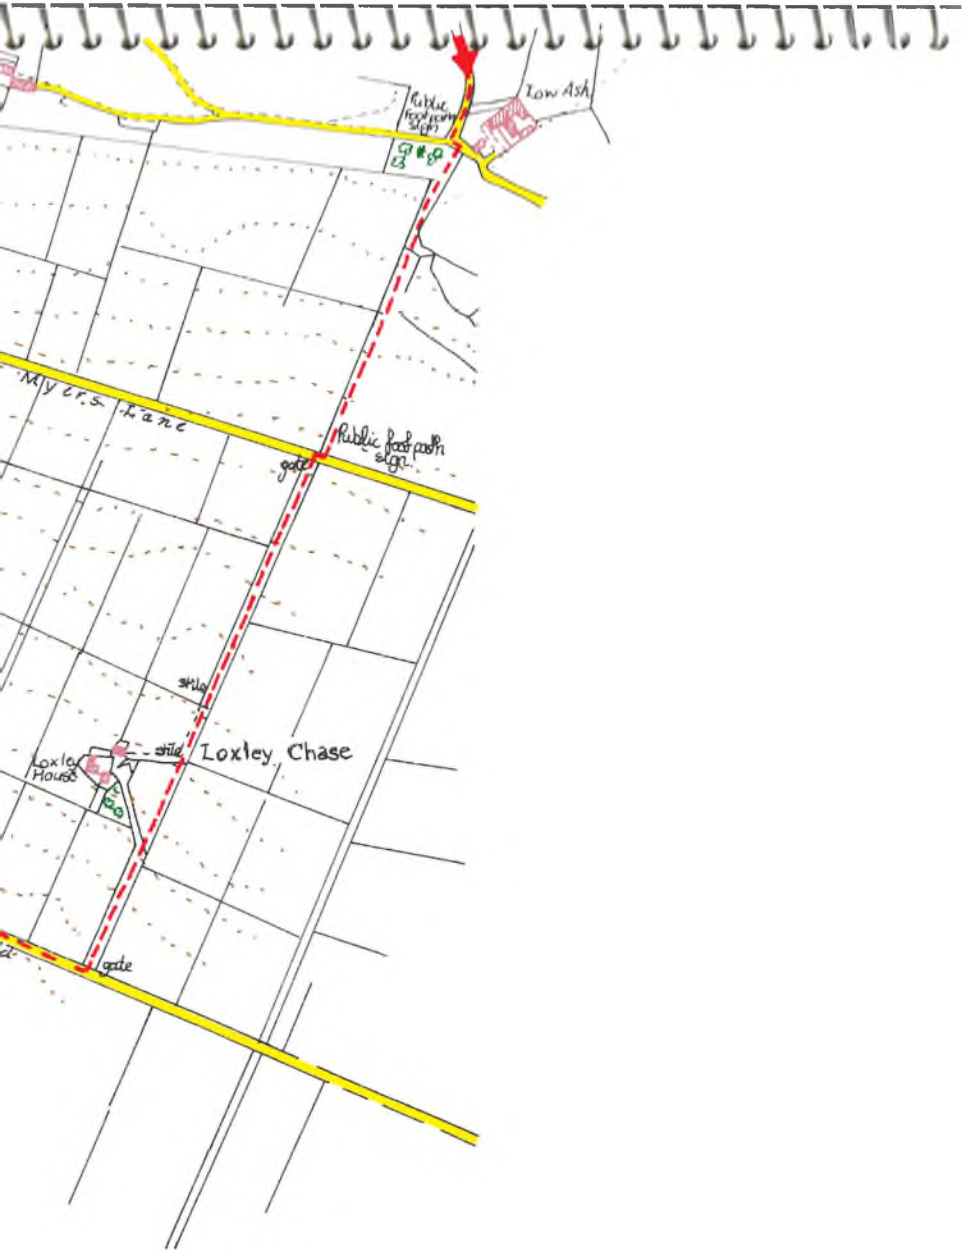 Low Ash
Public
footpath
sign
Myers Lane
Public footpath
sign.
gate
stile
stile
Loxley Chase
Loxley
House
gate